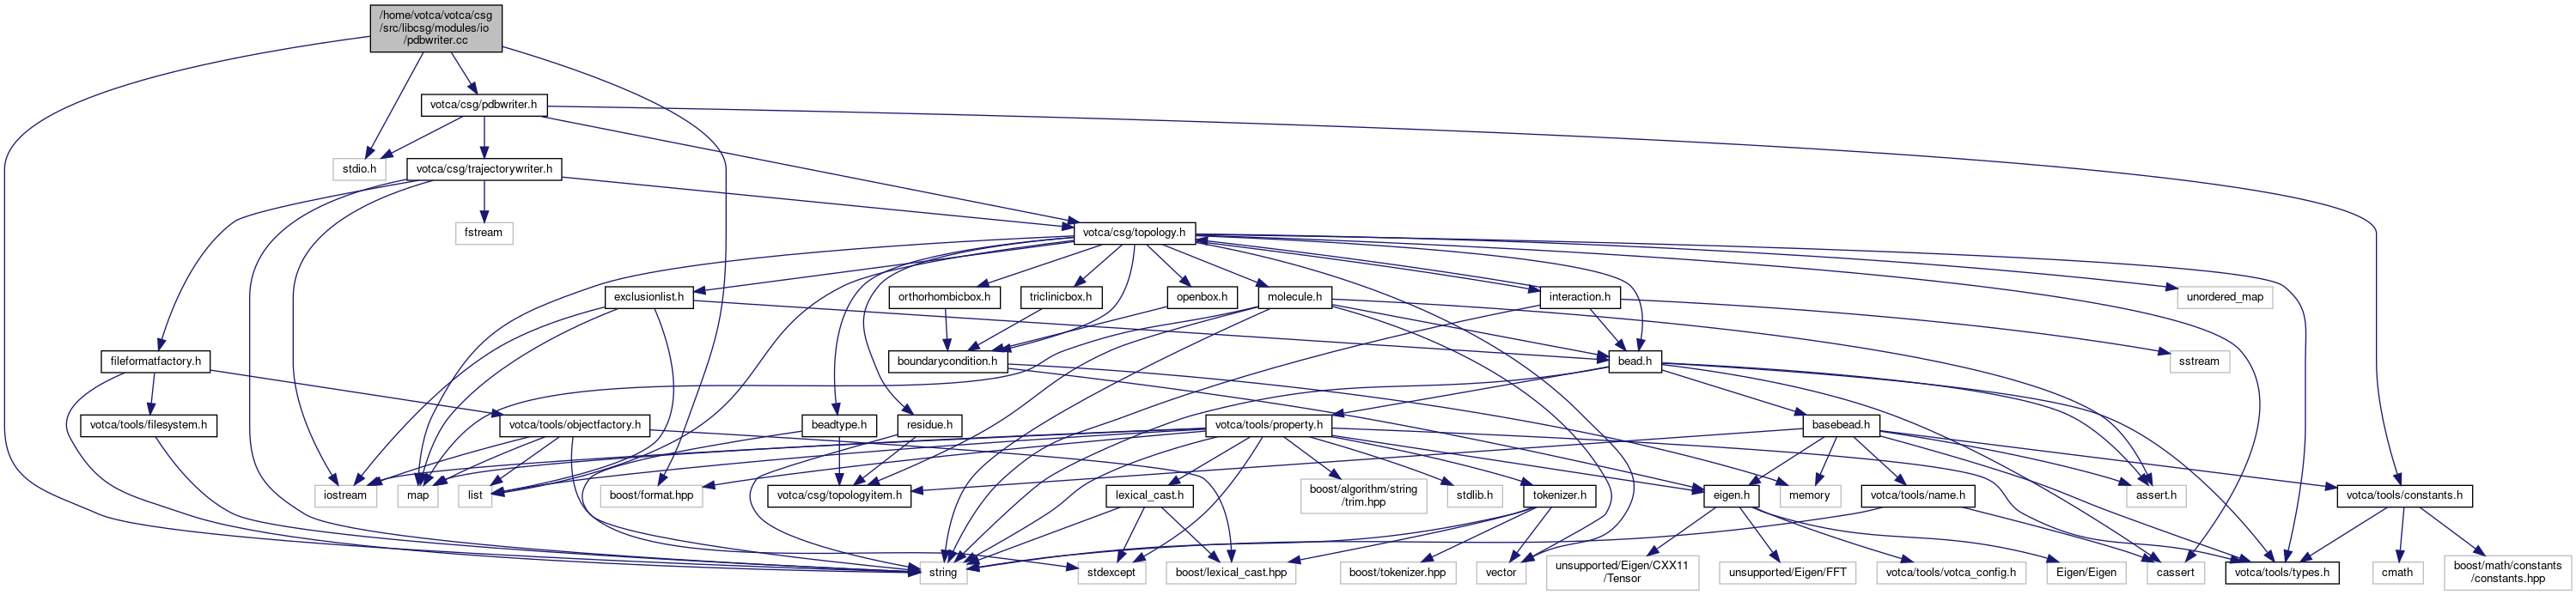 /home/votca/votca/csg
/src/libcsg/modules/io
/pdbwriter.cc
votca/csg/pdbwriter.h
stdio.h
votca/csg/trajectorywriter.h
fstream
votca/csg/topology.h
exclusionlist.h
orthorhombicbox.h
triclinicbox.h
openbox.h
molecule.h
interaction.h
unordered_map
fileformatfactory.h
boundarycondition.h
bead.h
sstream
votca/tools/filesystem.h
votca/tools/objectfactory.h
beadtype.h
residue.h
votca/tools/property.h
basebead.h
iostream
map
list
boost/format.hpp
votca/csg/topologyitem.h
lexical_cast.h
boost/algorithm/string
/trim.hpp
stdlib.h
tokenizer.h
eigen.h
memory
votca/tools/name.h
assert.h
votca/tools/constants.h
string
stdexcept
boost/lexical_cast.hpp
boost/tokenizer.hpp
vector
unsupported/Eigen/CXX11
/Tensor
unsupported/Eigen/FFT
votca/tools/votca_config.h
Eigen/Eigen
cassert
votca/tools/types.h
cmath
boost/math/constants
/constants.hpp